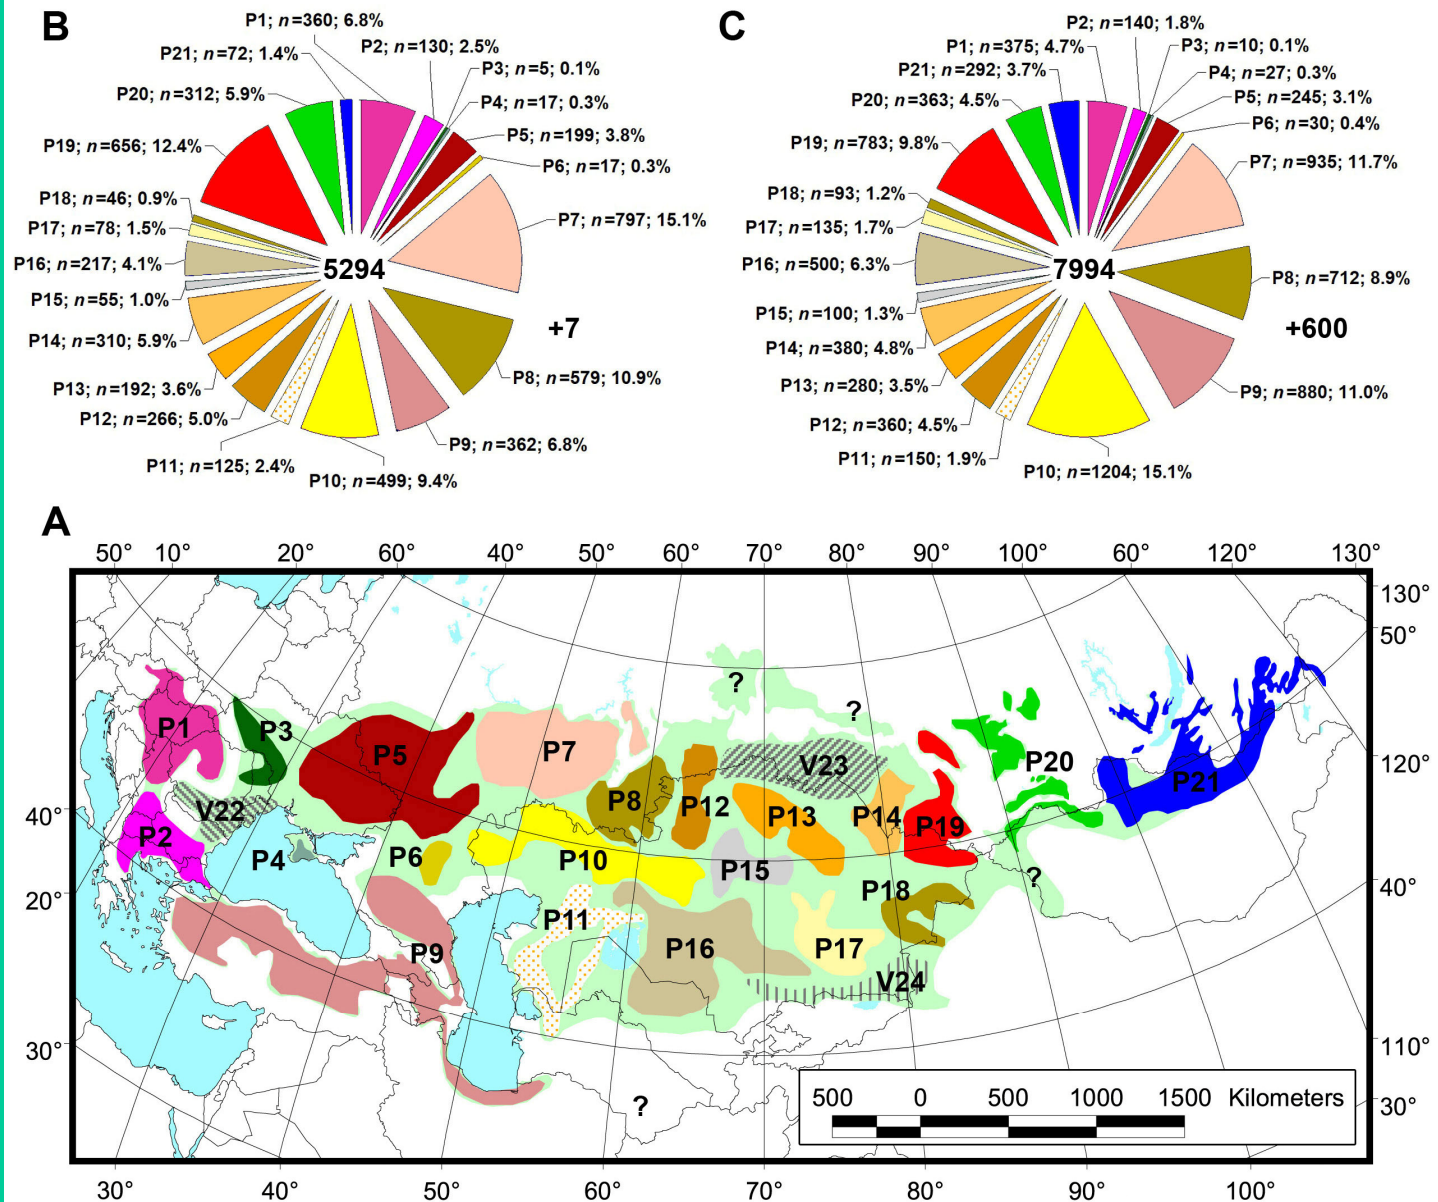 B
P1; n=360; 6.8%
P2; n=130; 2.5%
P3; n=5; 0.1%
P4; n=17; 0.3%
P5; n=199; 3.8%
P6; n=17; 0.3%
P7; n=797; 15.1%
P8; n=579; 10.9%
P9; n=362; 6.8%
P10; n=499; 9.4%
P11; n=125; 2.4%
P12; n=266; 5.0%
P13; n=192; 3.6%
P14; n=310; 5.9%
P15; n=55; 1.0%
P16; n=217; 4.1%
P17; n=78; 1.5%
P18; n=46; 0.9%
P19; n=656; 12.4%
P20; n=312; 5.9%
P21; n=72; 1.4%
5294
+7
C
P1; n=375; 4.7%
P2; n=140; 1.8%
P3; n=10; 0.1%
P4; n=27; 0.3%
P5; n=245; 3.1%
P6; n=30; 0.4%
P7; n=935; 11.7%
P8; n=712; 8.9%
P9; n=880; 11.0%
P10; n=1204; 15.1%
P11; n=150; 1.9%
P12; n=360; 4.5%
P13; n=280; 3.5%
P14; n=380; 4.8%
P15; n=100; 1.3%
P16; n=500; 6.3%
P17; n=135; 1.7%
P18; n=93; 1.2%
P19; n=783; 9.8%
P20; n=363; 4.5%
P21; n=292; 3.7%
7994
+600
A
50° 10° 20° 60° 40° 50° 60° 70° 80° 90° 100° 60° 120° 130°
130°
50°
120°
40°
110°
30°
40°
20°
30°
P1
P2
P3
V22
P4
P5
P6
P7
P8
P9
P10
P11
P12
P13
P14
P15
P16
P17
P18
P19
P20
P21
V23
V24
?
?
?
?
500 0 500 1000 1500 Kilometers
30° 40° 50° 60° 70° 80° 90° 100°